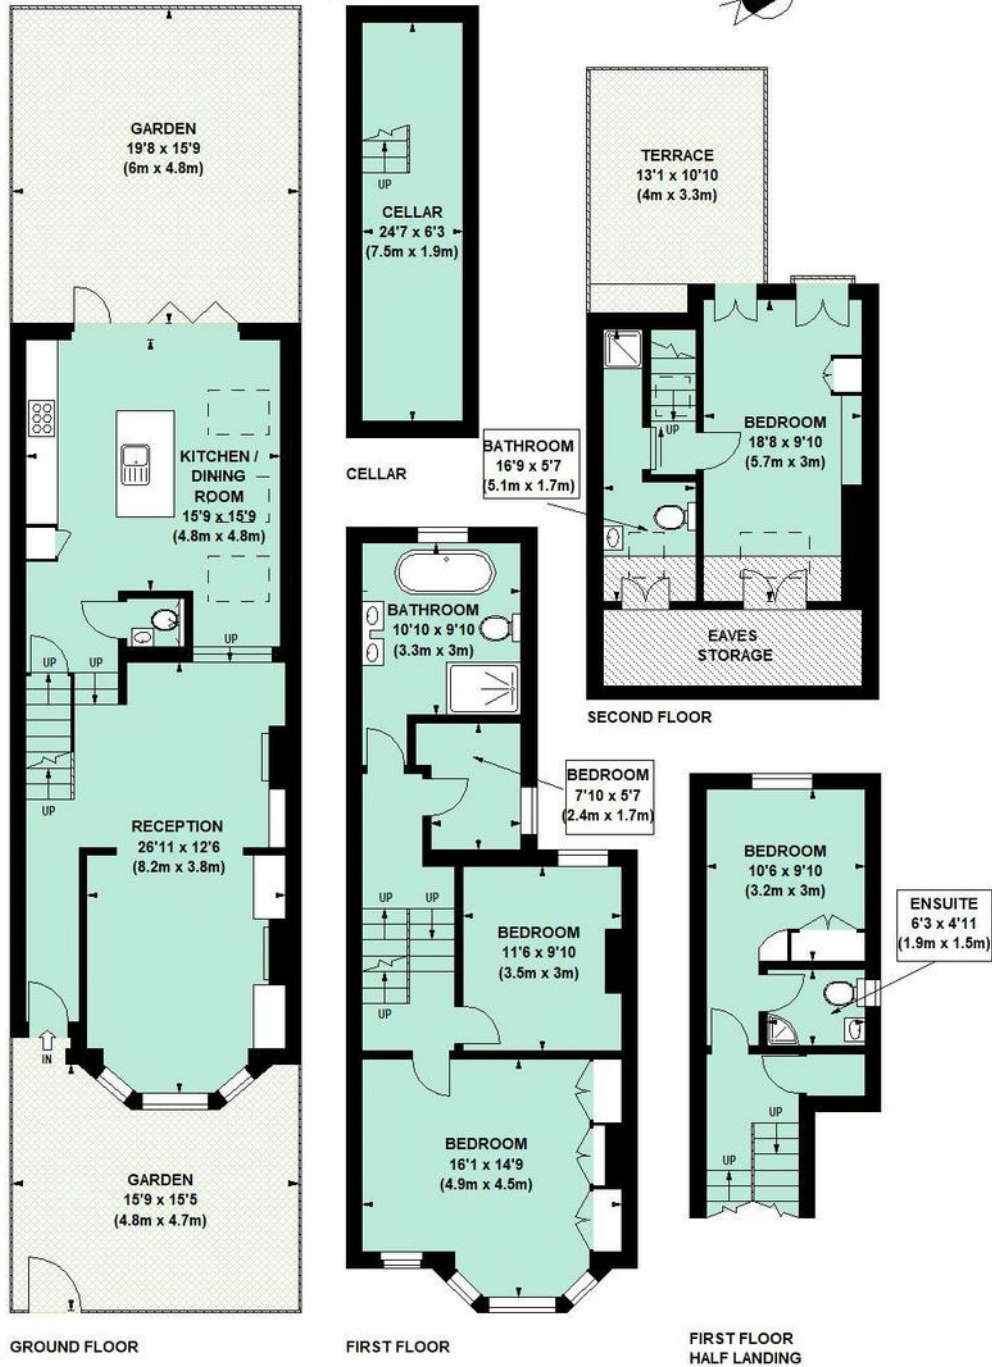 GARDEN
19'8 x 15'9
(6m x 4.8m)
UP
CELLAR
24'7 x 6'3
(7.5m x 1.9m)
CELLAR
TERRACE
13'1 x 10'10
(4m x 3.3m)
UP
BEDROOM
18'8 x 9'10
(5.7m x 3m)
BATHROOM
16'9 x 5'7
(5.1m x 1.7m)
EAVES
STORAGE
SECOND FLOOR
KITCHEN /
DINING
ROOM
15'9 x 15'9
(4.8m x 4.8m)
UP
UP
UP
UP
RECEPTION
26'11 x 12'6
(8.2m x 3.8m)
IN
GARDEN
15'9 x 15'5
(4.8m x 4.7m)
GROUND FLOOR
BATHROOM
10'10 x 9'10
(3.3m x 3m)
BEDROOM
7'10 x 5'7
(2.4m x 1.7m)
UP
UP
UP
BEDROOM
11'6 x 9'10
(3.5m x 3m)
BEDROOM
16'1 x 14'9
(4.9m x 4.5m)
FIRST FLOOR
BEDROOM
10'6 x 9'10
(3.2m x 3m)
ENSUITE
6'3 x 4'11
(1.9m x 1.5m)
UP
UP
FIRST FLOOR
HALF LANDING